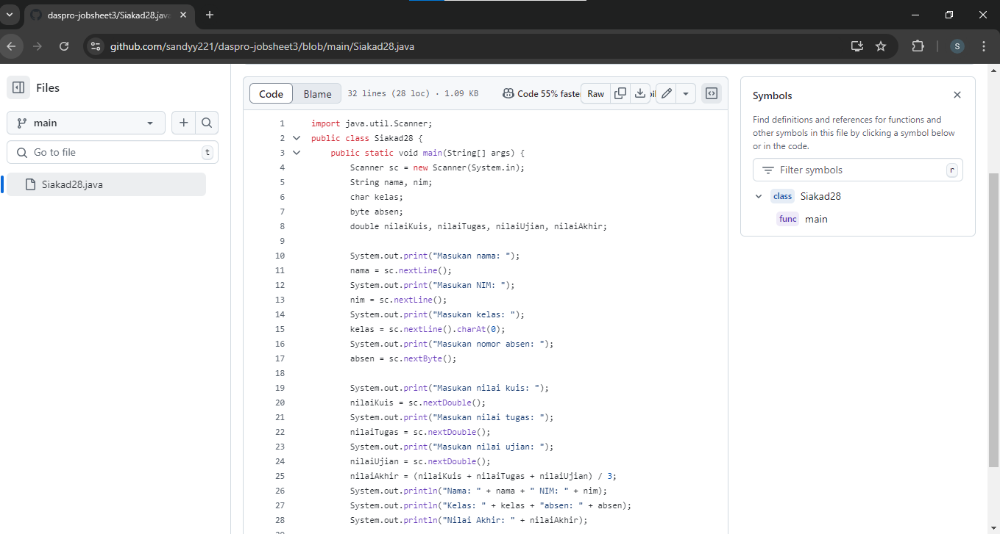 daspro-jobsheet3/Siakad28.java
github.com/sandyy221/daspro-jobsheet3/blob/main/Siakad28.java
S
Files
main
Go to file
t
Siakad28.java
Code Blame 32 lines (28 loc) · 1.09 KB Code 55% faster Raw
1 import java.util.Scanner;
2 public class Siakad28 {
3 public static void main(String[] args) {
4 Scanner sc = new Scanner(System.in);
5 String nama, nim;
6 char kelas;
7 byte absen;
8 double nilaiKuis, nilaiTugas, nilaiUjian, nilaiAkhir;
9
10 System.out.print("Masukan nama: ");
11 nama = sc.nextLine();
12 System.out.print("Masukan NIM: ");
13 nim = sc.nextLine();
14 System.out.print("Masukan kelas: ");
15 kelas = sc.nextLine().charAt(0);
16 System.out.print("Masukan nomor absen: ");
17 absen = sc.nextByte();
18
19 System.out.print("Masukan nilai kuis: ");
20 nilaiKuis = sc.nextDouble();
21 System.out.print("Masukan nilai tugas: ");
22 nilaiTugas = sc.nextDouble();
23 System.out.print("Masukan nilai ujian: ");
24 nilaiUjian = sc.nextDouble();
25 nilaiAkhir = (nilaiKuis + nilaiTugas + nilaiUjian) / 3;
26 System.out.println("Nama: " + nama + " NIM: " + nim);
27 System.out.println("Kelas: " + kelas + "absen: " + absen);
28 System.out.println("Nilai Akhir: " + nilaiAkhir);
Symbols
Find definitions and references for functions and
other symbols in this file by clicking a symbol below
or in the code.
Filter symbols
r
class Siakad28
func main